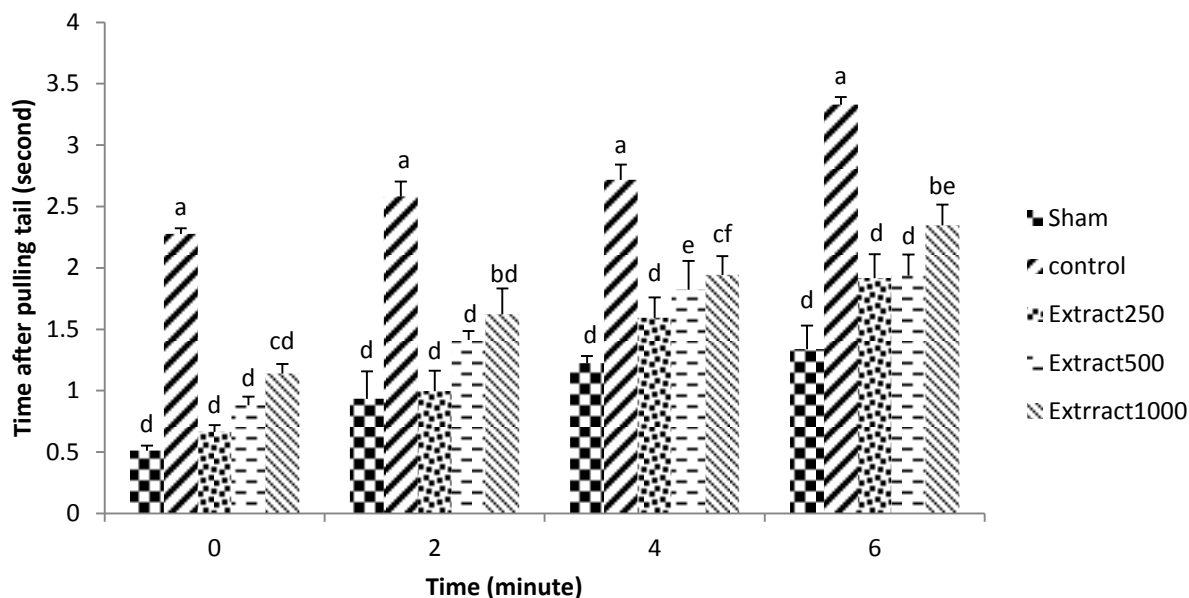 Time after pulling tail (second)
4
3.5
3
2.5
2
1.5
1
0.5
0
d a d d cd
d a d d bd
d a d e cf
d a d d be
0 2 4 6
Time (minute)
Sham
control
Extract250
Extract500
Extrract1000